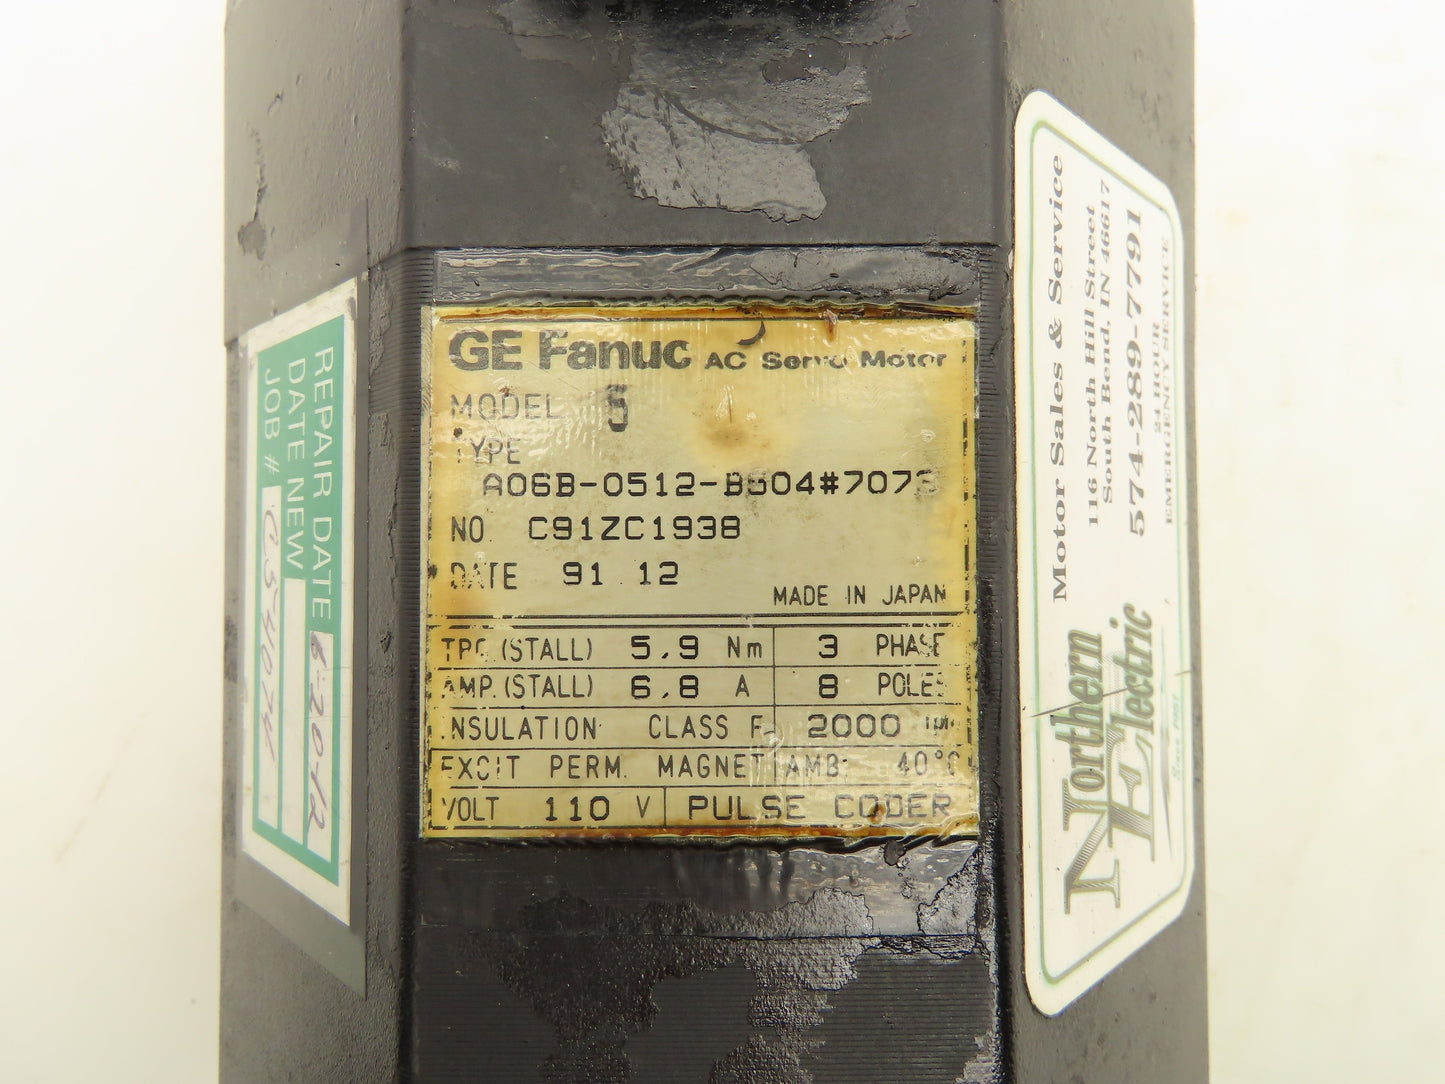 GE Fanuc AC Servo Motor
MODEL 5
TYPE
A06B-0512-B504#7073
NO. C91ZC1938
DATE 91.12
MADE IN JAPAN
TRQ.(STALL) 5.9 Nm 3 PHASE
AMP.(STALL) 6.8 A 8 POLES
INSULATION CLASS F 2000
EXCIT PERM. MAGNET AMB. 40°C
VOLT 110 V PULSE CODER
REPAIR DATE 6-20-12
DATE NEW
JOB # C54074
Motor Sales & Service
116 North Hill Street
South Bend, IN 46617
574-289-7791
24 HOUR
EMERGENCY SERVICE
Northern
Electric